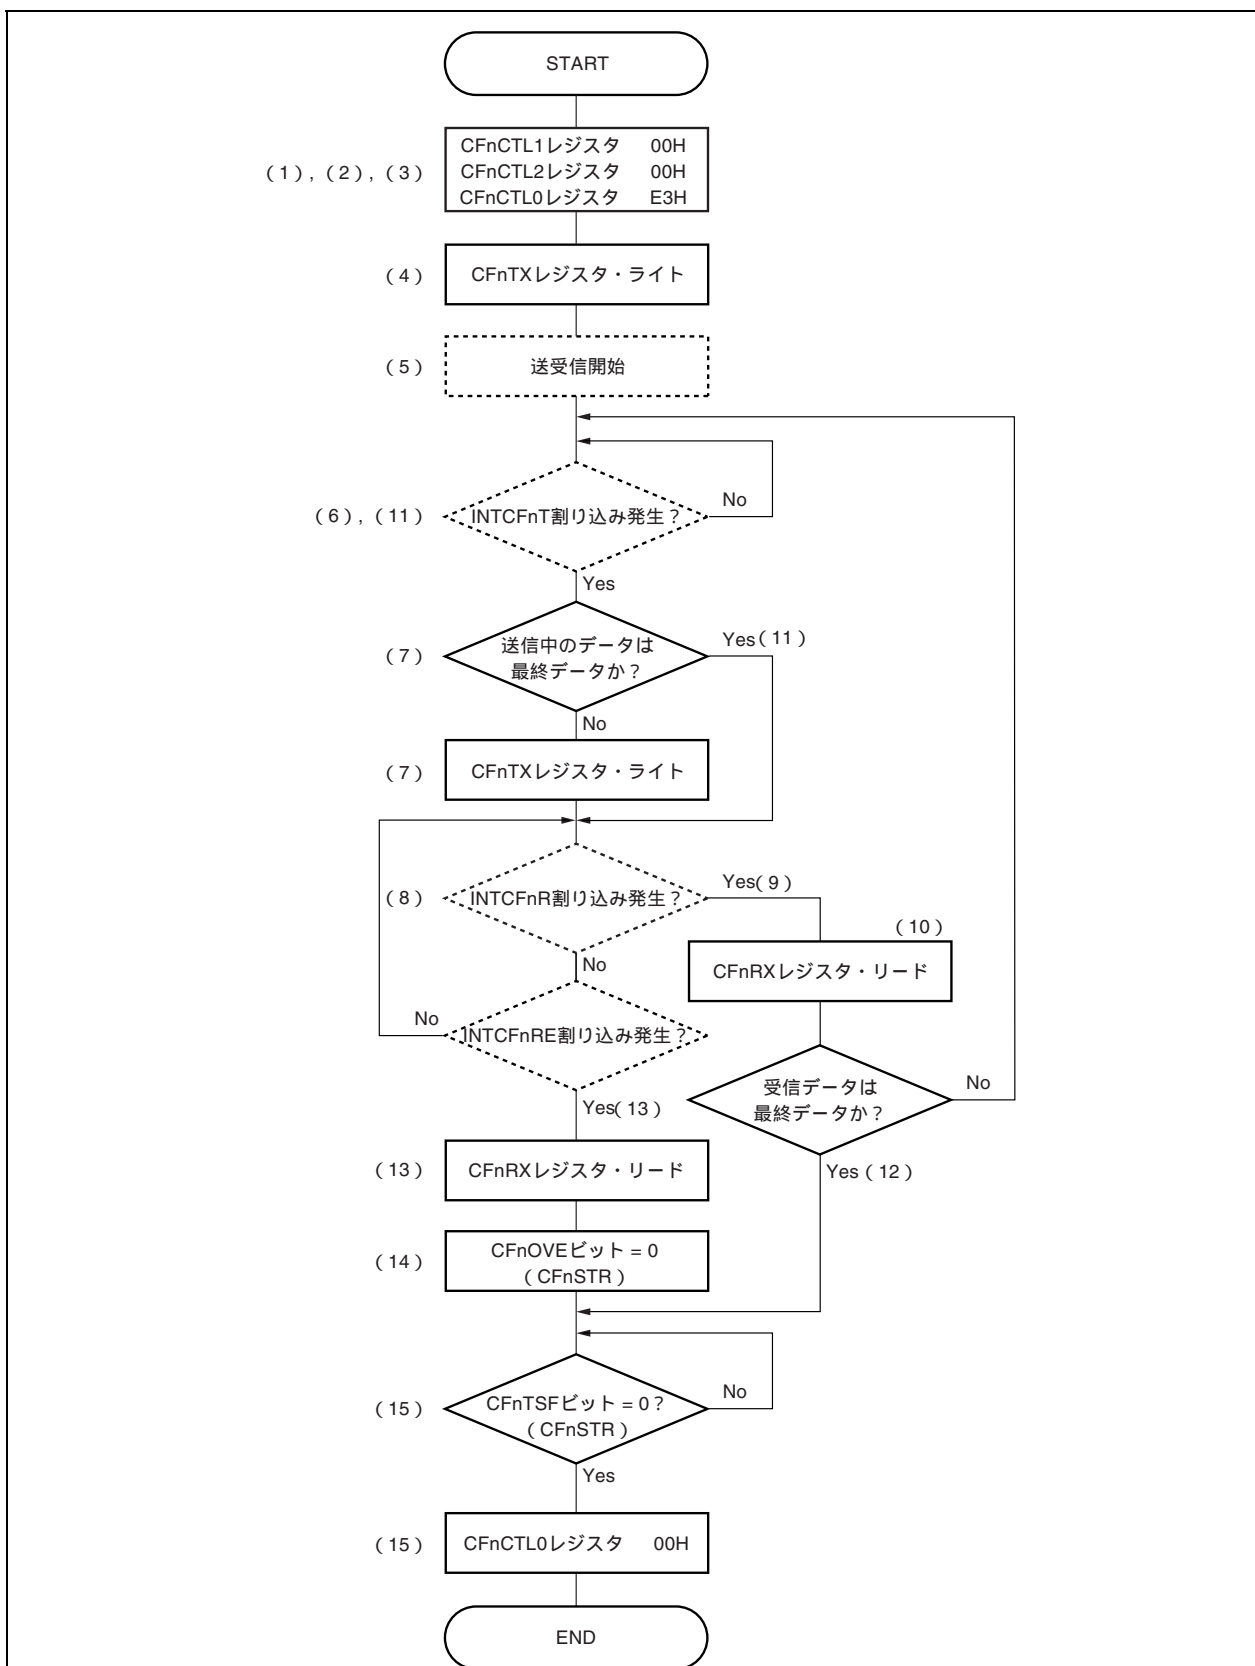 START
CFnCTL1レジスタ 00H
CFnCTL2レジスタ 00H
CFnCTL0レジスタ E3H
(1), (2), (3)
(4)
CFnTXレジスタ・ライト
(5)
送受信開始
(6), (11)
INTCFnT割り込み発生?
No
Yes
(7)
送信中のデータは
最終データか?
Yes(11)
No
(7)
CFnTXレジスタ・ライト
(8)
INTCFnR割り込み発生?
Yes(9)
(10)
CFnRXレジスタ・リード
No
No
INTCFnRE割り込み発生?
受信データは
最終データか?
No
Yes(13)
Yes(12)
(13)
CFnRXレジスタ・リード
(14)
CFnOVEビット = 0
(CFnSTR)
(15)
CFnTSFビット = 0?
(CFnSTR)
No
Yes
(15)
CFnCTL0レジスタ 00H
END